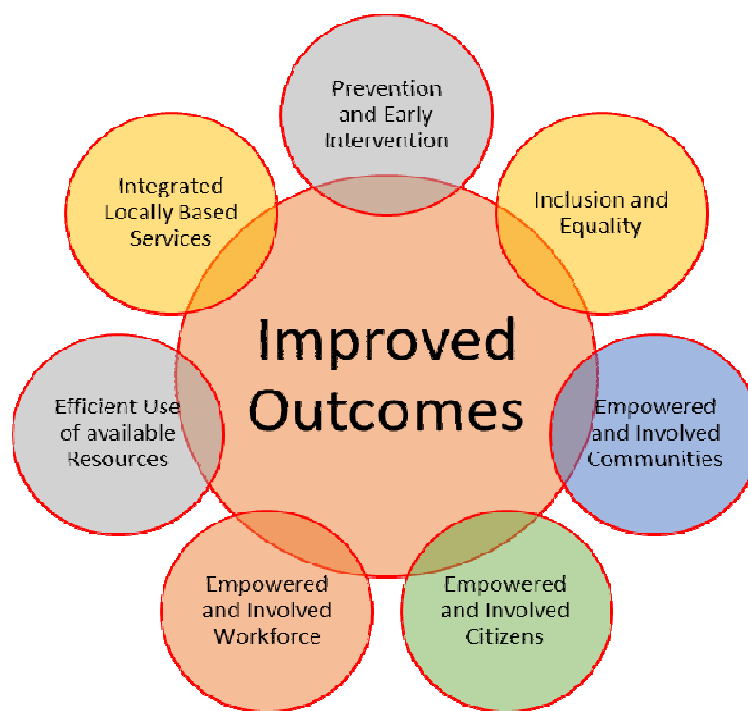 Prevention
and Early
Intervention
Integrated
Locally Based
Services
Inclusion and
Equality
Improved
Outcomes
Efficient Use
of available
Resources
Empowered
and Involved
Communities
Empowered
and Involved
Workforce
Empowered
and Involved
Citizens